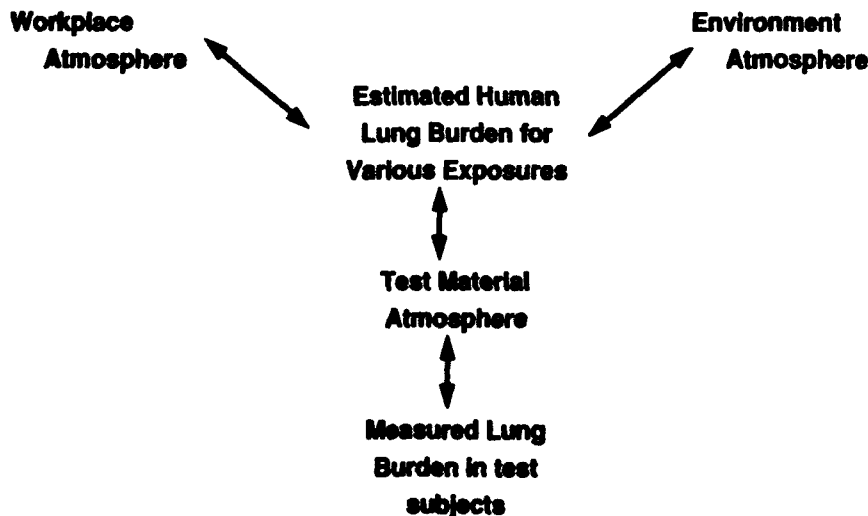 Workplace
Atmosphere
Environment
Atmosphere
Estimated Human
Lung Burden for
Various Exposures
Test Material
Atmosphere
Measured Lung
Burden in test
subjects